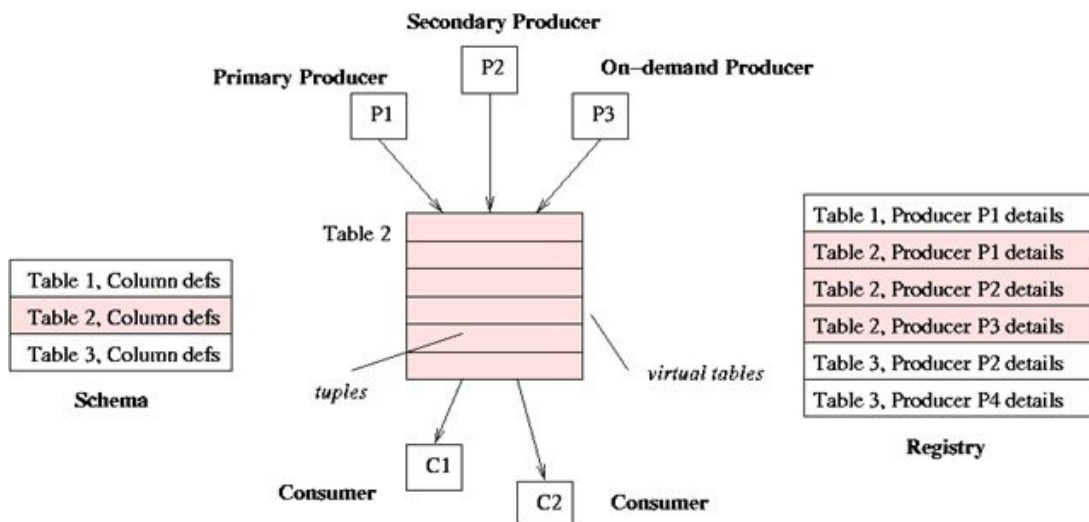 Secondary Producer
P2
Primary Producer
On-demand Producer
P1
P3
Table 2
Table 1, Column defs
Table 2, Column defs
Table 3, Column defs
Schema
tuples
virtual tables
Table 1, Producer P1 details
Table 2, Producer P1 details
Table 2, Producer P2 details
Table 2, Producer P3 details
Table 3, Producer P2 details
Table 3, Producer P4 details
Registry
C1
Consumer
C2
Consumer